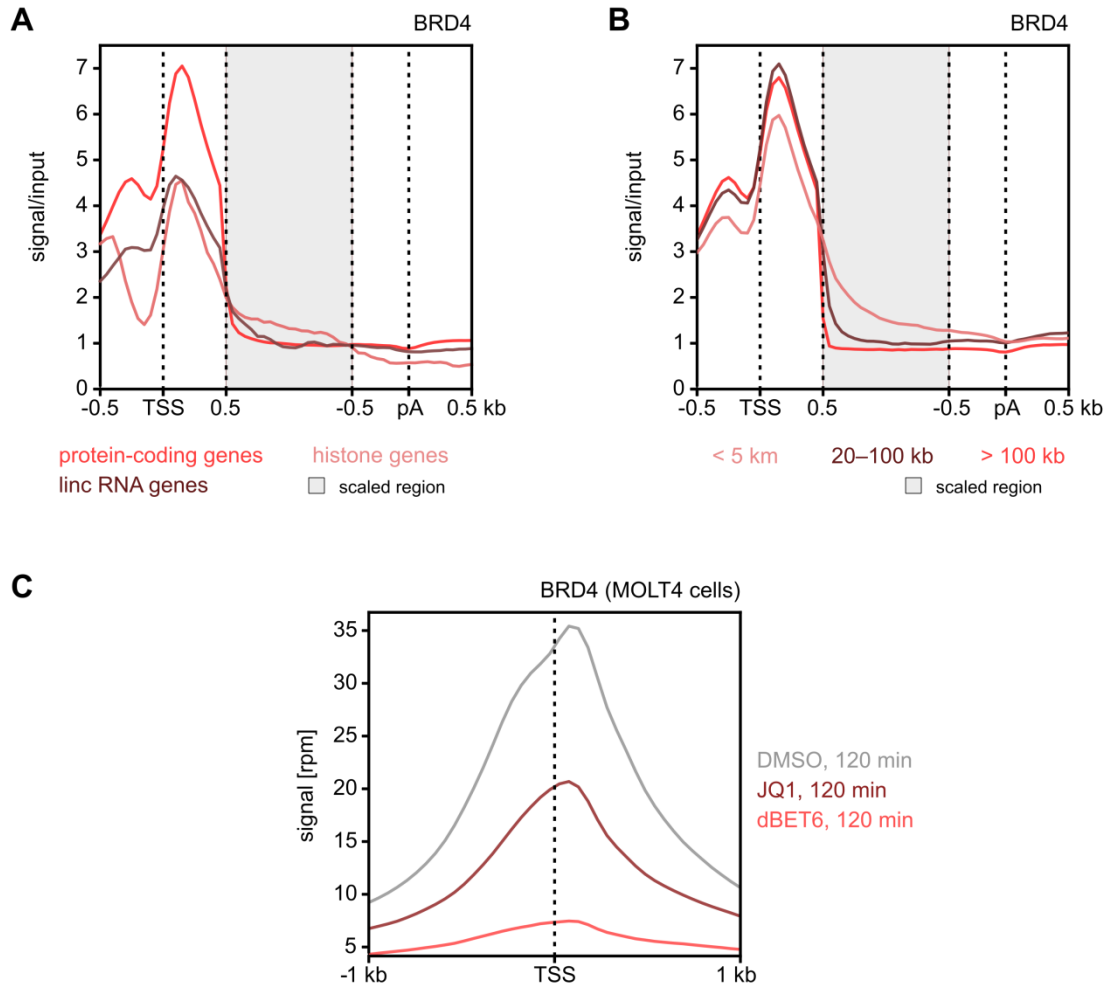 A
BRD4
signal/input
7
6
5
4
3
2
1
0
-0.5 TSS 0.5 -0.5 pA 0.5 kb
protein-coding genes histone genes
linc RNA genes scaled region
B
BRD4
signal/input
7
6
5
4
3
2
1
0
-0.5 TSS 0.5 -0.5 pA 0.5 kb
< 5 km 20–100 kb > 100 kb
scaled region
C
BRD4 (MOLT4 cells)
signal [rpm]
35
30
25
20
15
10
5
-1 kb TSS 1 kb
DMSO, 120 min
JQ1, 120 min
dBET6, 120 min